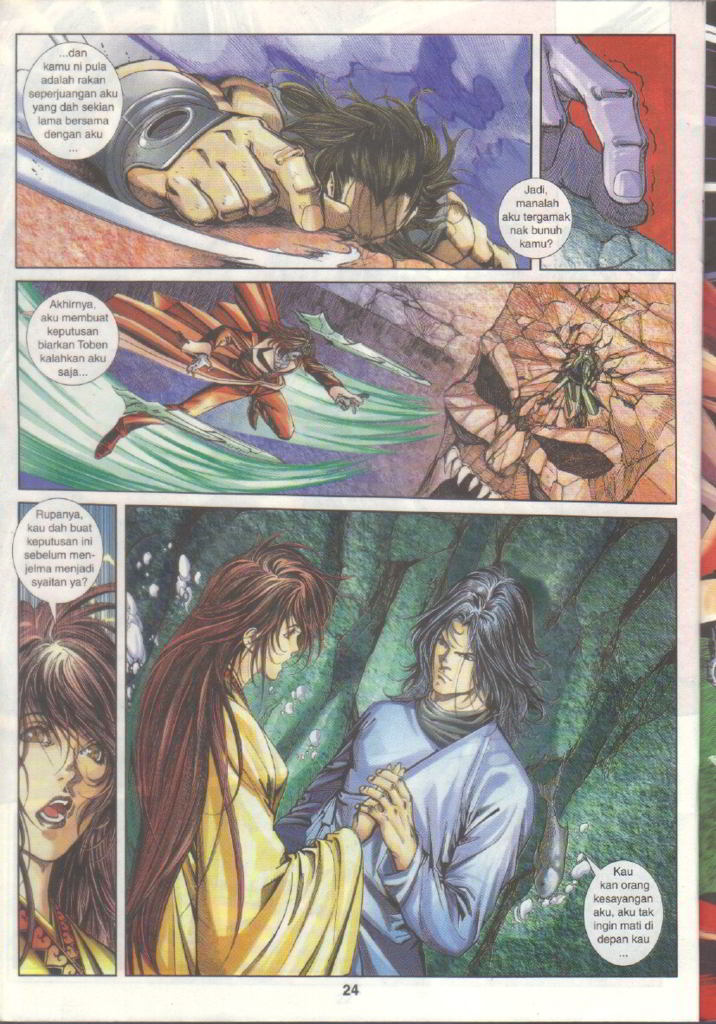 ...dan
kamu ni pula
adalah rakan
seperjuangan aku
yang dah sekian
lama bersama
dengan aku
...
Jadi,
manalah
aku tergamak
nak bunuh
kamu?
Akhirnya,
aku membuat
keputusan
biarkan Toben
kalahkan aku
saja...
Rupanya,
kau dah buat
keputusan ini
sebelum men-
jelma menjadi
syaitan ya?
Kau
kan orang
kesayangan
aku, aku tak
ingin mati di
depan kau
...
24